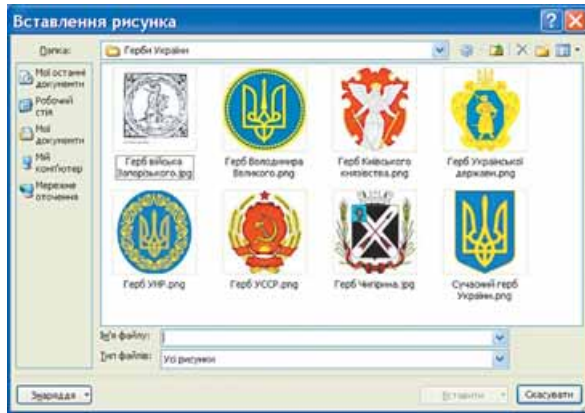 Вставлення рисунка
Папка:
Герби України
Мої останні
документи
Робочий
стіл
Мої
документи
Мій
комп'ютер
Мережне
оточення
Герб війська
Запорізького.jpg
Герб Володимира
Великого.png
Герб Київського
князівства.png
Герб Української
держави.png
Герб УНР.png
Герб УССР.png
Герб Чигирина.jpg
Сучасний герб
України.png
Ім'я файлу:
Тип файлів:
Усі рисунки
Знаряддя
Вставити
Скасувати